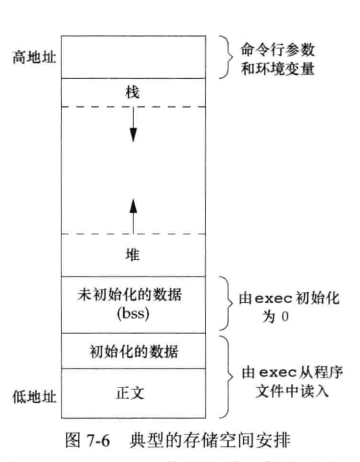 高地址
命令行参数
和环境变量
栈
堆
未初始化的数据
(bss)
由exec初始化
为 0
初始化的数据
由exec从程序
文件中读入
低地址
正文
图 7-6 典型的存储空间安排